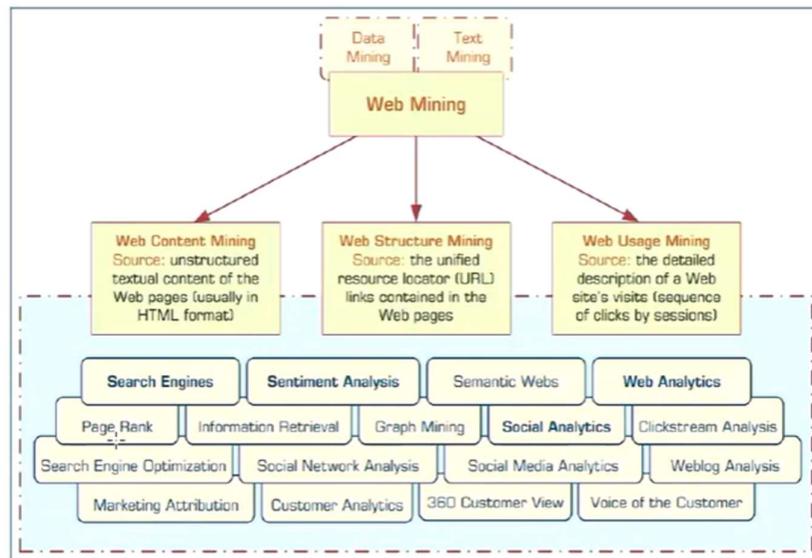 Data
Mining
Text
Mining
Web Mining
Web Content Mining
Source: unstructured
textual content of the
Web pages (usually in
HTML format)
Web Structure Mining
Source: the unified
resource locator (URL)
links contained in the
Web pages
Web Usage Mining
Source: the detailed
description of a Web
site's visits (sequence
of clicks by sessions)
Search Engines
Sentiment Analysis
Semantic Webs
Web Analytics
Page Rank
Information Retrieval
Graph Mining
Social Analytics
Clickstream Analysis
Search Engine Optimization
Social Network Analysis
Social Media Analytics
Weblog Analysis
Marketing Attribution
Customer Analytics
360 Customer View
Voice of the Customer